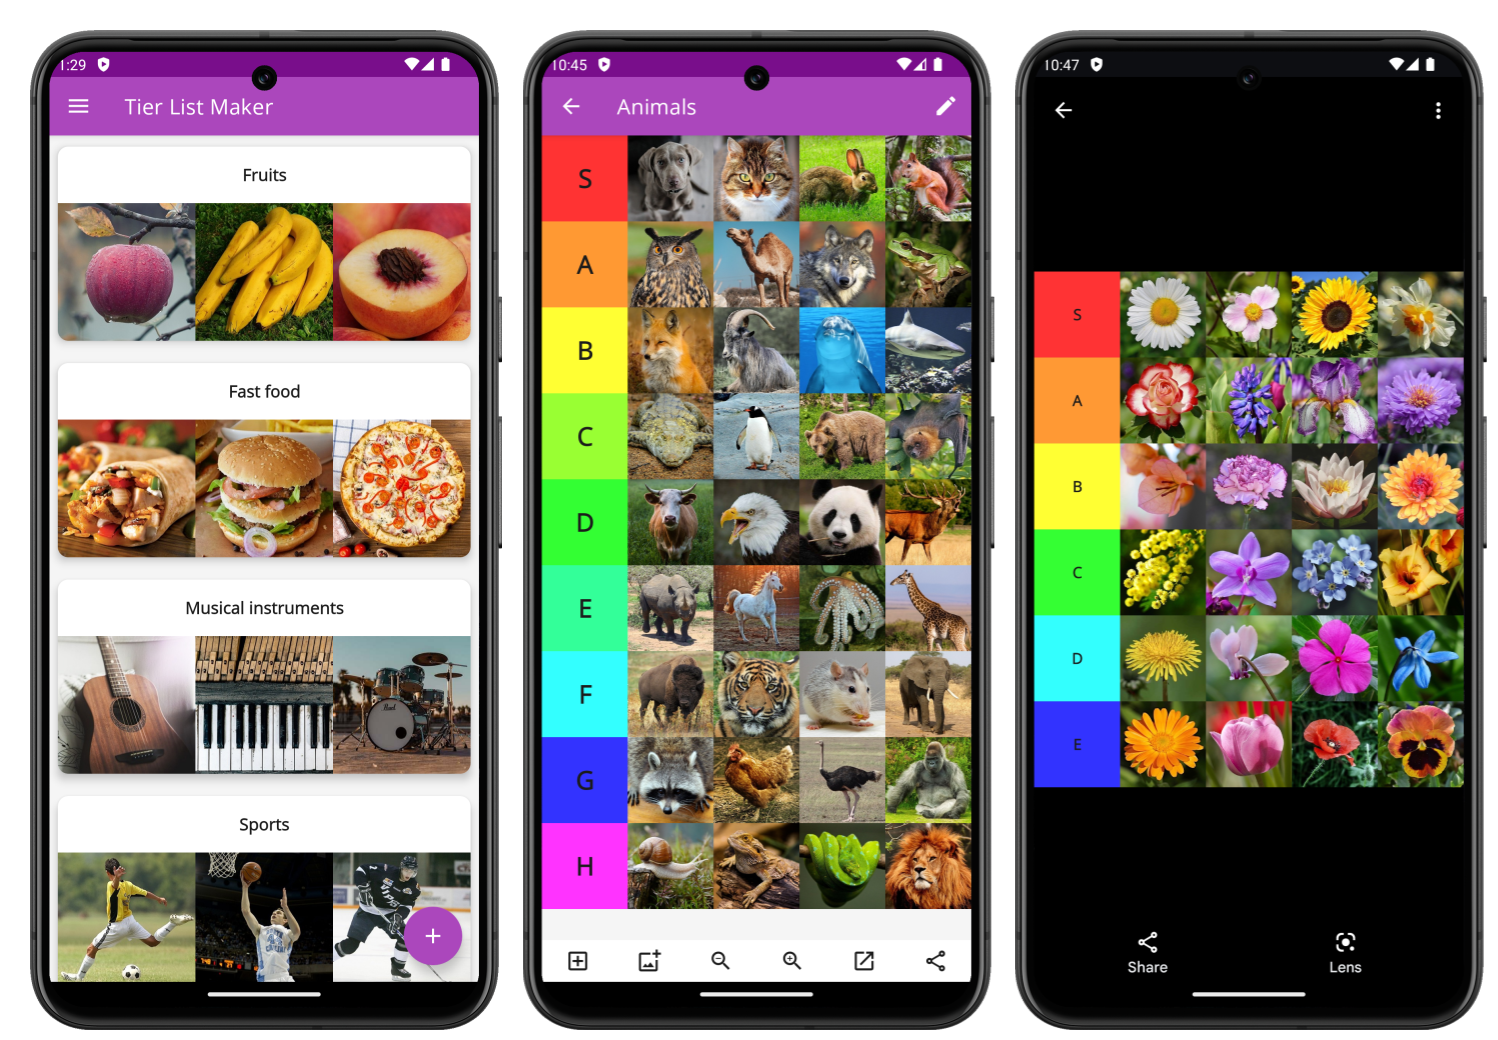 1:29
Tier List Maker
Fruits
Fast food
Musical instruments
Sports
10:45
Animals
S
A
B
C
D
E
F
G
H
10:47
S
A
B
C
D
E
Share
Lens